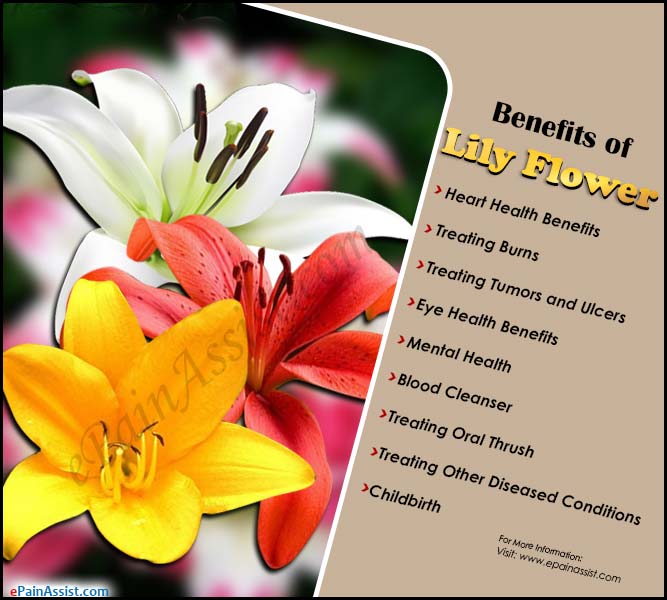 Benefits of
Lily Flower
› Heart Health Benefits
› Treating Burns
› Treating Tumors and Ulcers
› Eye Health Benefits
› Mental Health
› Blood Cleanser
› Treating Oral Thrush
› Treating Other Diseased Conditions
› Childbirth
For More Information:
Visit: www.epainassist.com
ePainAssist.com
ePainAssist.com